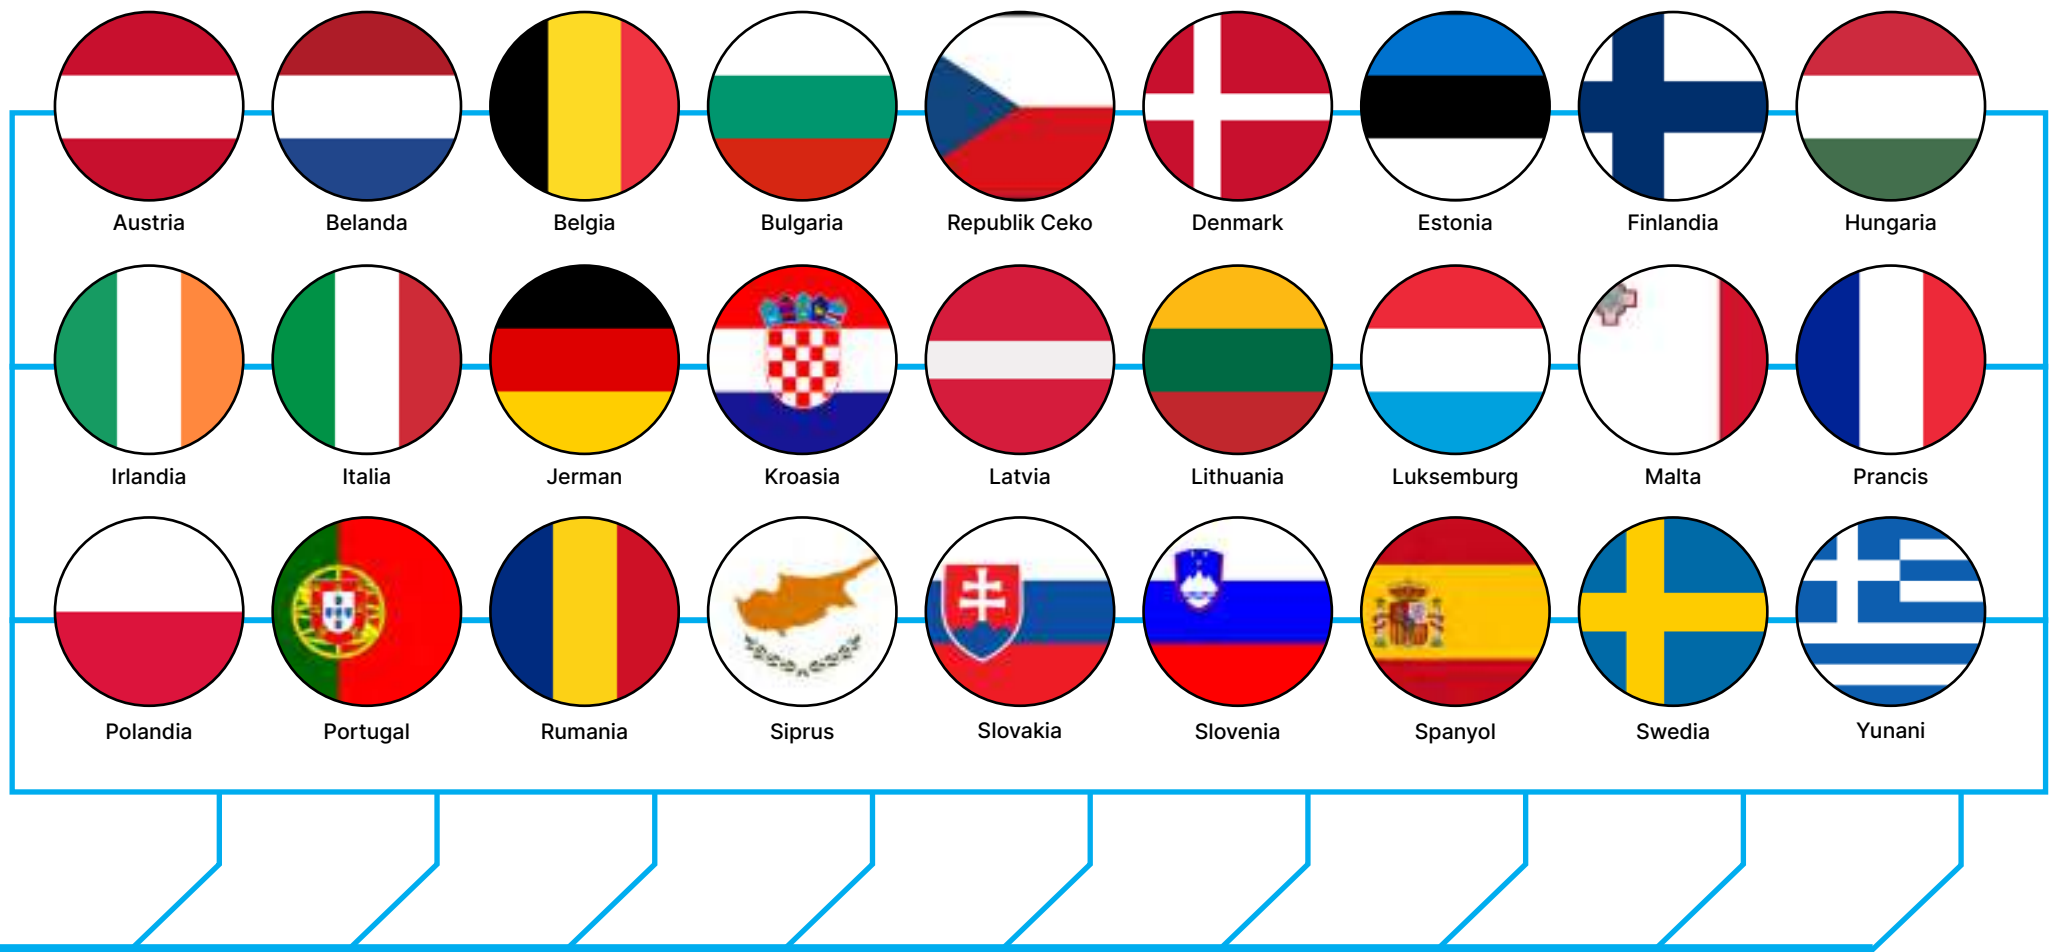 Austria
Belanda
Belgia
Bulgaria
Republik Ceko
Denmark
Estonia
Finlandia
Hungaria
Irlandia
Italia
Jerman
Kroasia
Latvia
Lithuania
Luksemburg
Malta
Prancis
Polandia
Portugal
Rumania
Siprus
Slovakia
Slovenia
Spanyol
Swedia
Yunani